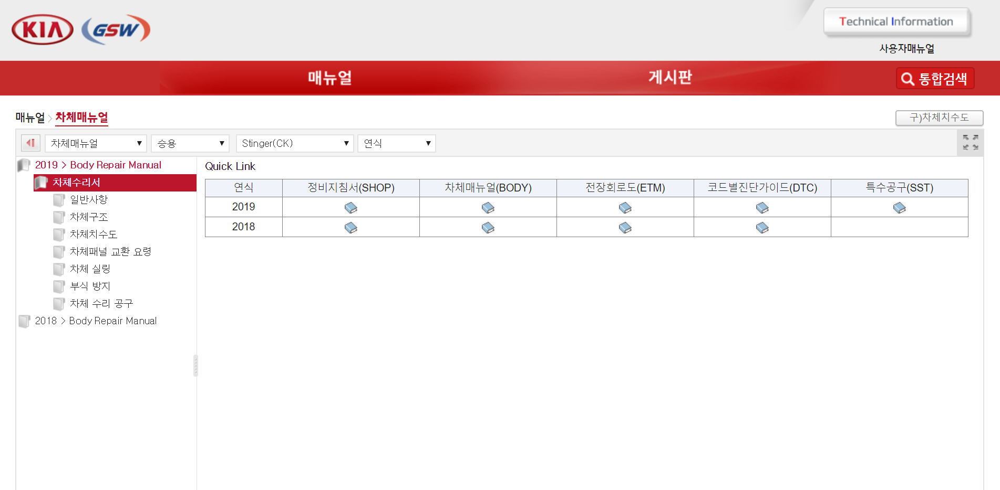 KIA GSW
Technical Information
사용자매뉴얼
매뉴얼 게시판 통합검색
매뉴얼 > 차체매뉴얼 구)차체치수도
차체매뉴얼 ▼ 승용 ▼ Stinger(CK) ▼ 연식 ▼
2019 > Body Repair Manual
차체수리서
일반사항
차체구조
차체치수도
차체패널 교환 요령
차체 실링
부식 방지
차체 수리 공구
2018 > Body Repair Manual
Quick Link
연식 정비지침서(SHOP) 차체매뉴얼(BODY) 전장회로도(ETM) 코드별진단가이드(DTC) 특수공구(SST)
2019
2018